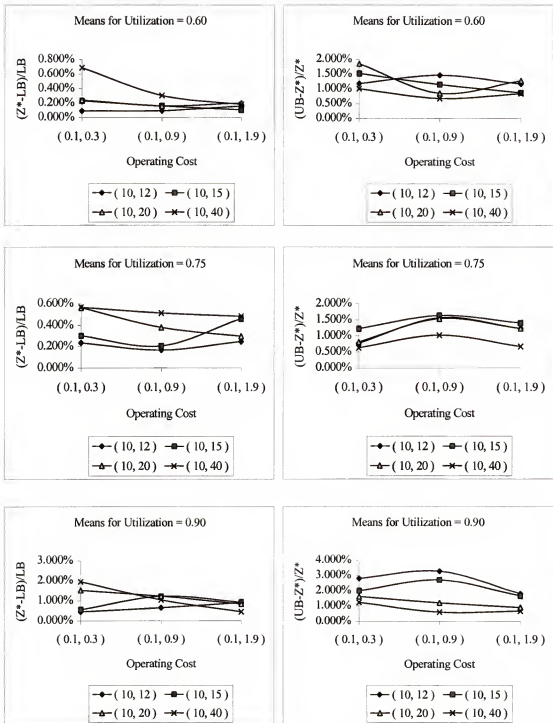 Means for Utilization = 0.60
(Z*-LB)/LB
0.800%
0.600%
0.400%
0.200%
0.000%
( 0.1, 0.3 ) ( 0.1, 0.9 ) ( 0.1, 1.9 )
Operating Cost
( 10, 12 ) ( 10, 15 )
( 10, 20 ) ( 10, 40 )
Means for Utilization = 0.60
(UB-Z*)/Z*
2.000%
1.500%
1.000%
0.500%
0.000%
( 0.1, 0.3 ) ( 0.1, 0.9 ) ( 0.1, 1.9 )
Operating Cost
( 10, 12 ) ( 10, 15 )
( 10, 20 ) ( 10, 40 )
Means for Utilization = 0.75
(Z*-LB)/LB
0.600%
0.400%
0.200%
0.000%
( 0.1, 0.3 ) ( 0.1, 0.9 ) ( 0.1, 1.9 )
Operating Cost
( 10, 12 ) ( 10, 15 )
( 10, 20 ) ( 10, 40 )
Means for Utilization = 0.75
(UB-Z*)/Z*
2.000%
1.500%
1.000%
0.500%
0.000%
( 0.1, 0.3 ) ( 0.1, 0.9 ) ( 0.1, 1.9 )
Operating Cost
( 10, 12 ) ( 10, 15 )
( 10, 20 ) ( 10, 40 )
Means for Utilization = 0.90
(Z*-LB)/LB
3.000%
2.000%
1.000%
0.000%
( 0.1, 0.3 ) ( 0.1, 0.9 ) ( 0.1, 1.9 )
Operating Cost
( 10, 12 ) ( 10, 15 )
( 10, 20 ) ( 10, 40 )
Means for Utilization = 0.90
(UB-Z*)/Z*
4.000%
3.000%
2.000%
1.000%
0.000%
( 0.1, 0.3 ) ( 0.1, 0.9 ) ( 0.1, 1.9 )
Operating Cost
( 10, 12 ) ( 10, 15 )
( 10, 20 ) ( 10, 40 )